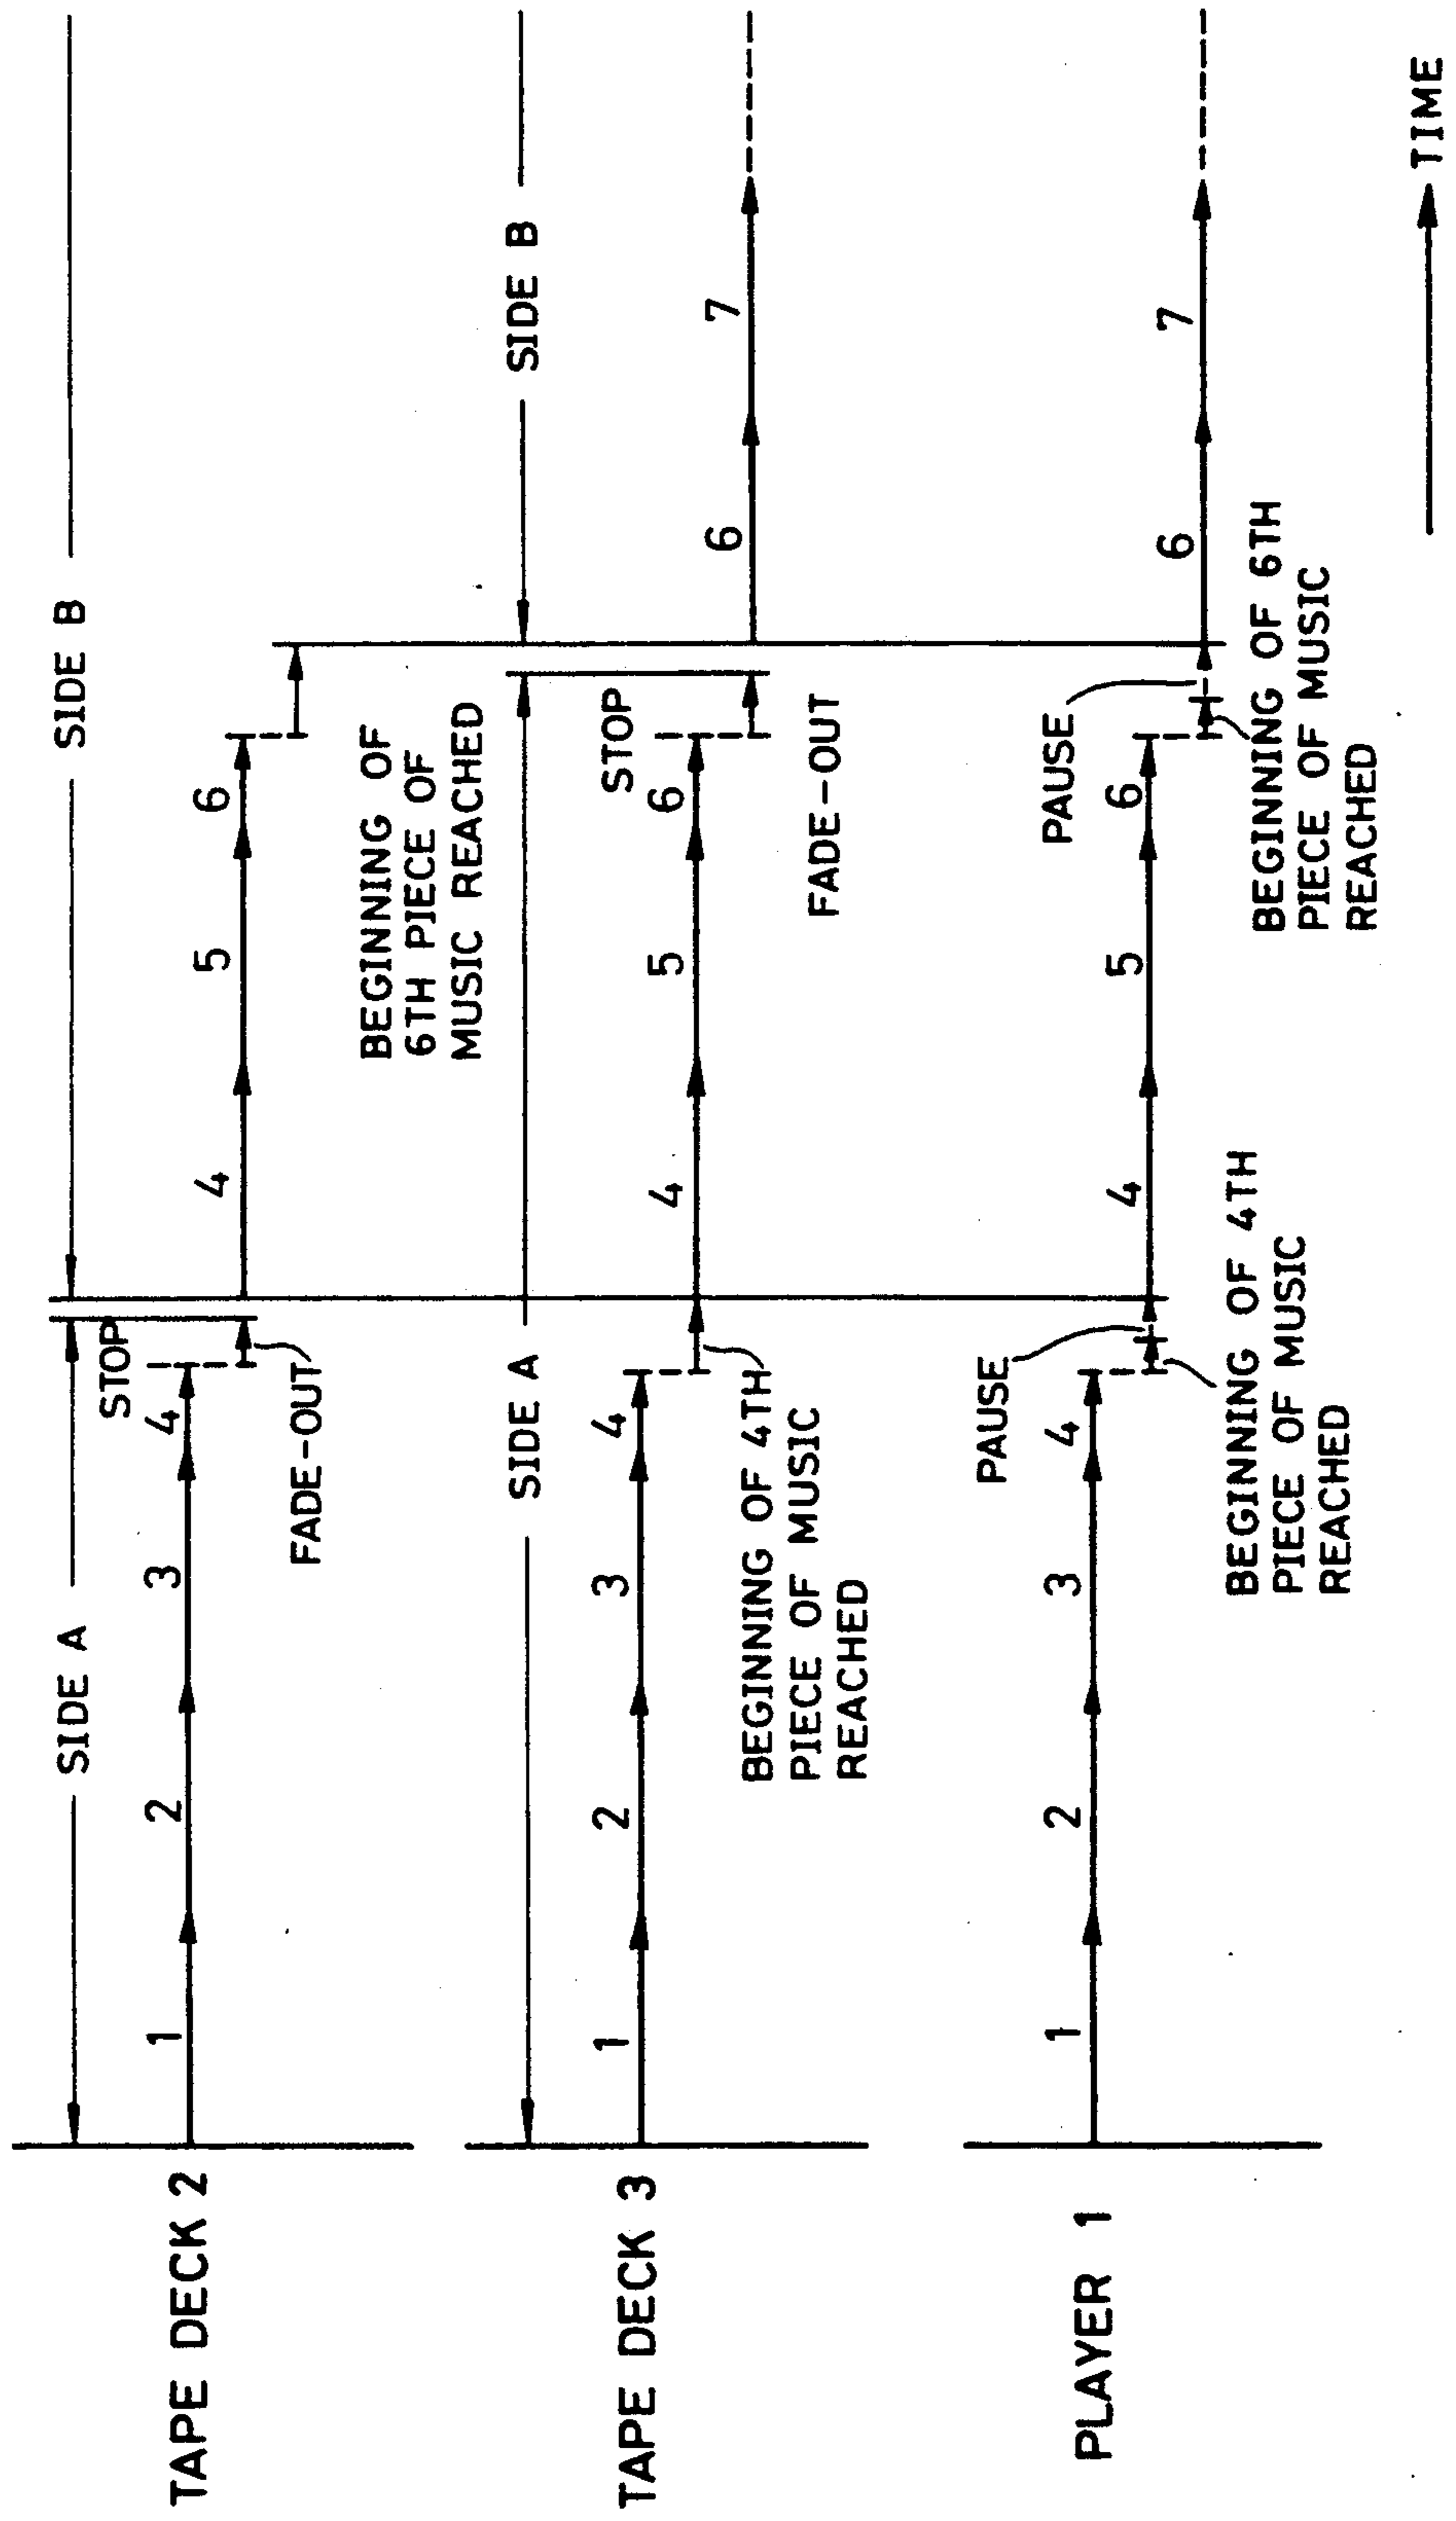 SIDE A
SIDE B
TAPE DECK 2
1
2
3
4
STOP
FADE-OUT
4
5
6
BEGINNING OF
6TH PIECE OF
MUSIC REACHED
SIDE A
SIDE B
TAPE DECK 3
1
2
3
4
BEGINNING OF 4TH
PIECE OF MUSIC
REACHED
4
5
6
STOP
FADE-OUT
6
7
PLAYER 1
1
2
3
4
PAUSE
BEGINNING OF 4TH
PIECE OF MUSIC
REACHED
4
5
6
PAUSE
BEGINNING OF 6TH
PIECE OF MUSIC
REACHED
6
7
TIME